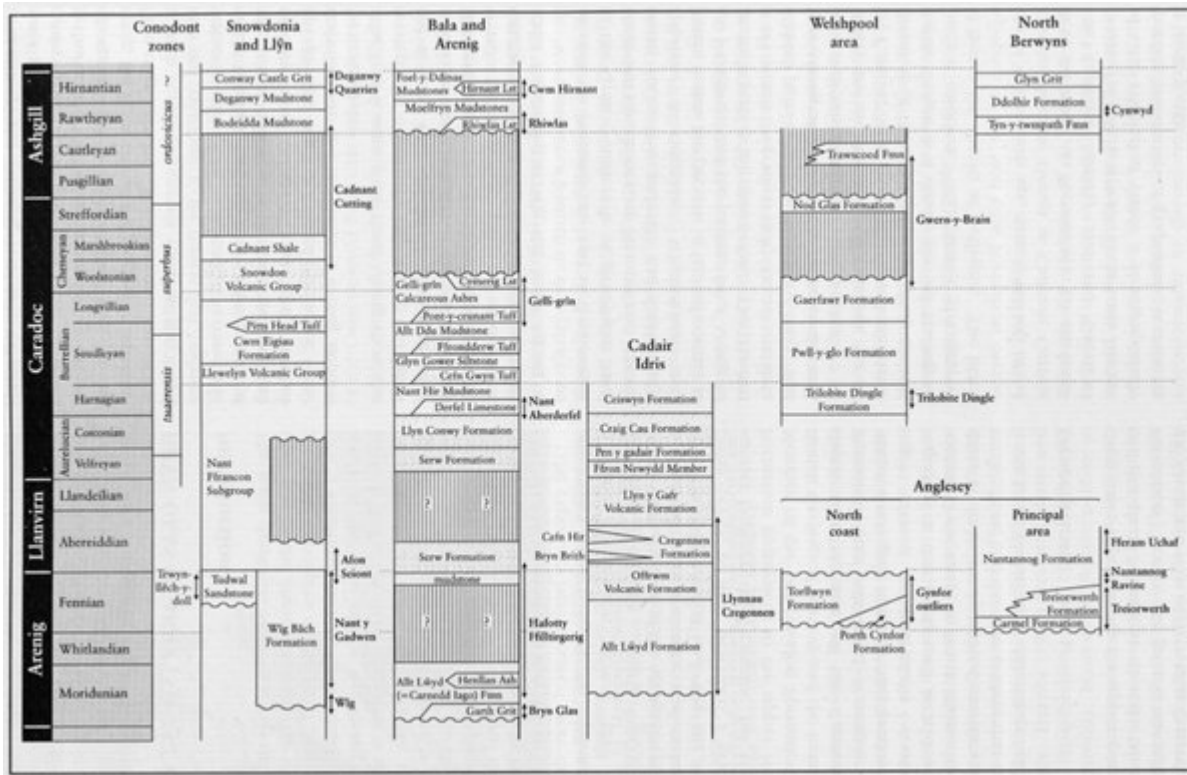 Conodont
zones
Snowdonia
and Llŷn
Bala and
Arenig
Welshpool
area
North
Berwyns
Ashgill
Hirnantian
Rawtheyan
Cautleyan
Pusgillian
Caradoc
Streffordian
Cheneyan
Marshbrookian
Woolstonian
Burrellian
Longvillian
Soudleyan
Harnagian
Aurelucian
Costonian
Velfreyan
Llanvirn
Llandeilian
Abereiddian
Arenig
Fennian
Whitlandian
Moridunian
?
ordovicicus
superbus
tvaerensis
Trwyn-
llêch-y-
doll
Conway Castle Grit
Deganwy Mudstone
Bodeidda Mudstone
Cadnant Shale
Snowdon
Volcanic Group
Pitts Head Tuff
Cwm Eigiau
Formation
Llewelyn Volcanic Group
Nant
Ffrancon
Subgroup
Tudwal
Sandstone
Wig Bâch
Formation
Deganwy
Quarries
Cadnant
Cutting
Afon
Seiont
Nant y
Gadwen
Wig
Foel-y-Ddinas
Mudstones
Hirnant Lst
Moelfryn Mudstones
Rhiwlas Lst
Gelli-grîn
Cymerig Lst
Calcareous Ashes
Pont-y-ceunant Tuff
Allt Ddu Mudstone
Ffrondderw Tuff
Glyn Gower Siltstone
Cefn Gwyn Tuff
Nant Hir Mudstone
Derfel Limestone
Llyn Conwy Formation
Serw Formation
? ?
Serw Formation
mudstone
Allt Lŵyd
Henllan Ash
(=Carnedd Iago) Fmn
Garth Grit
Cwm Hirnant
Rhiwlas
Gelli-grîn
Nant
Aberderfel
Hafotty
Ffilltirgerig
Bryn Glas
Cadair
Idris
Ceiswyn Formation
Craig Cau Formation
Pen y gadair Formation
Ffron Newydd Member
Llyn y Gafr
Volcanic Formation
Cefn Hir
Bryn Brith
Cregennen
Formation
Offrwm
Volcanic Formation
Allt Lŵyd Formation
Llynnau
Cregennen
Trawscoed Fmn
Nod Glas Formation
Gaerfawr Formation
Pwll-y-glo Formation
Trilobite Dingle
Formation
Gwern-y-Brain
Trilobite Dingle
Glyn Grit
Ddolhir Formation
Tyn-y-twmpath Fmn
Cynwyd
Anglesey
North
coast
Principal
area
Torllwyn
Formation
Porth Cynfor
Formation
Gynfor
outliers
Nantannog Formation
Treiorwerth
Formation
Carmel Formation
Heram Uchaf
Nantannog
Ravine
Treiorwerth